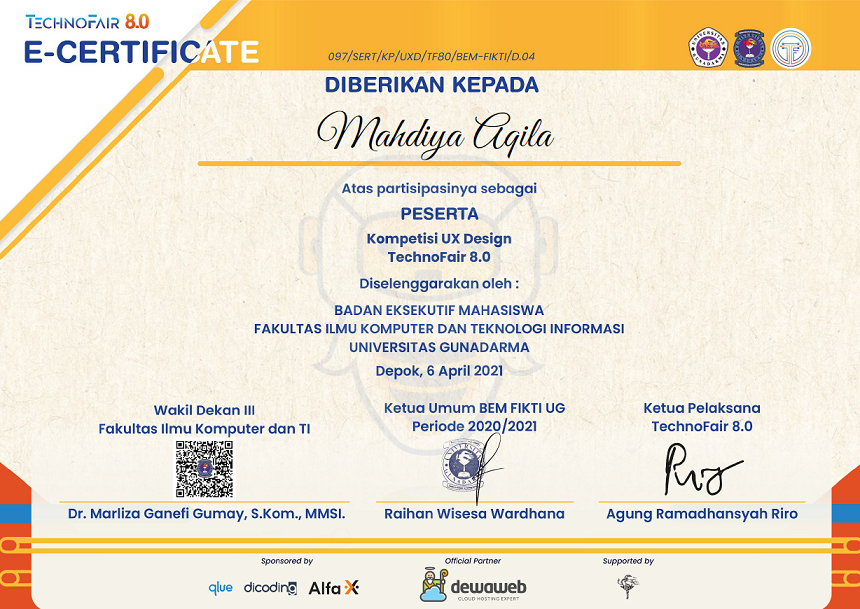 TECHNOFAIR 8.0
E-CERTIFICATE
097/SERT/KP/UXD/TF80/BEM-FIKTI/D.04
DIBERIKAN KEPADA
Mahdiya Aqila
Atas partisipasinya sebagai
PESERTA
Kompetisi UX Design
TechnoFair 8.0
Diselenggarakan oleh :
BADAN EKSEKUTIF MAHASISWA
FAKULTAS ILMU KOMPUTER DAN TEKNOLOGI INFORMASI
UNIVERSITAS GUNADARMA
Depok, 6 April 2021
Wakil Dekan III
Fakultas Ilmu Komputer dan TI
Ketua Umum BEM FIKTI UG
Periode 2020/2021
Ketua Pelaksana
TechnoFair 8.0
Dr. Marliza Ganefi Gumay, S.Kom., MMSI.
Raihan Wisesa Wardhana
Agung Ramadhansyah Riro
Sponsored by
Official Partner
Supported by
qlue dicoding AlfaX
dewaweb
CLOUD HOSTING EXPERT